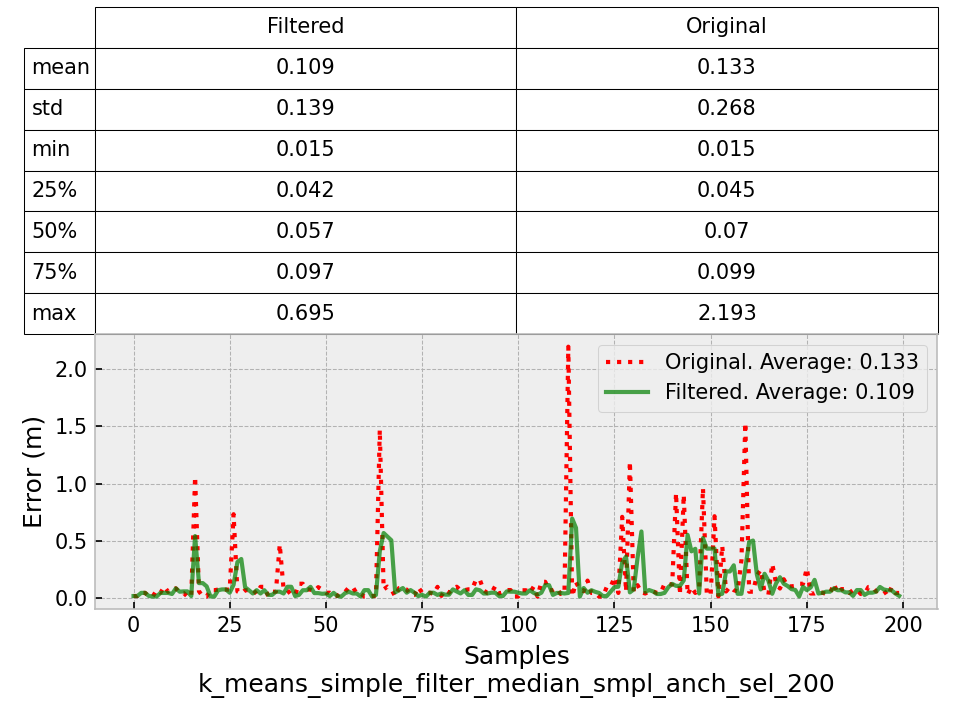 Filtered Original
mean 0.109 0.133
std 0.139 0.268
min 0.015 0.015
25% 0.042 0.045
50% 0.057 0.07
75% 0.097 0.099
max 0.695 2.193
Original. Average: 0.133
Filtered. Average: 0.109
Error (m)
2.0
1.5
1.0
0.5
0.0
0 25 50 75 100 125 150 175 200
Samples
k_means_simple_filter_median_smpl_anch_sel_200